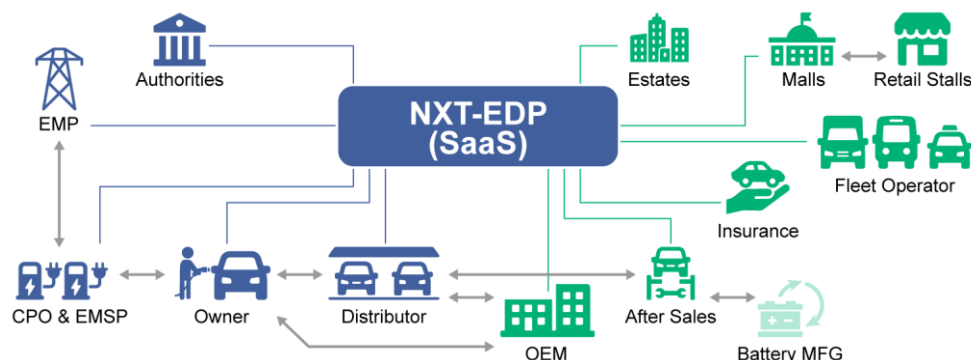 Authorities
Estates
Malls
Retail Stalls
EMP
NXT-EDP
(SaaS)
Fleet Operator
Insurance
CPO & EMSP
Owner
Distributor
OEM
After Sales
Battery MFG